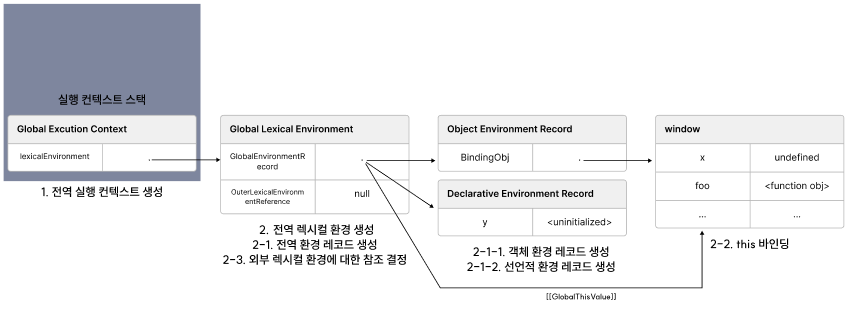 실행 컨텍스트 스택
Global Excution Context
lexicalEnvironment
1. 전역 실행 컨텍스트 생성
Global Lexical Environment
GlobalEnvironmentR
ecord
OuterLexicalEnvironm
entReference
null
2. 전역 렉시컬 환경 생성
2-1. 전역 환경 레코드 생성
2-3. 외부 렉시컬 환경에 대한 참조 결정
Object Environment Record
BindingObj
Declarative Environment Record
y
<uninitialized>
2-1-1. 객체 환경 레코드 생성
2-1-2. 선언적 환경 레코드 생성
window
x
undefined
foo
<function obj>
...
...
2-2. this 바인딩
[[GlobalThisValue]]